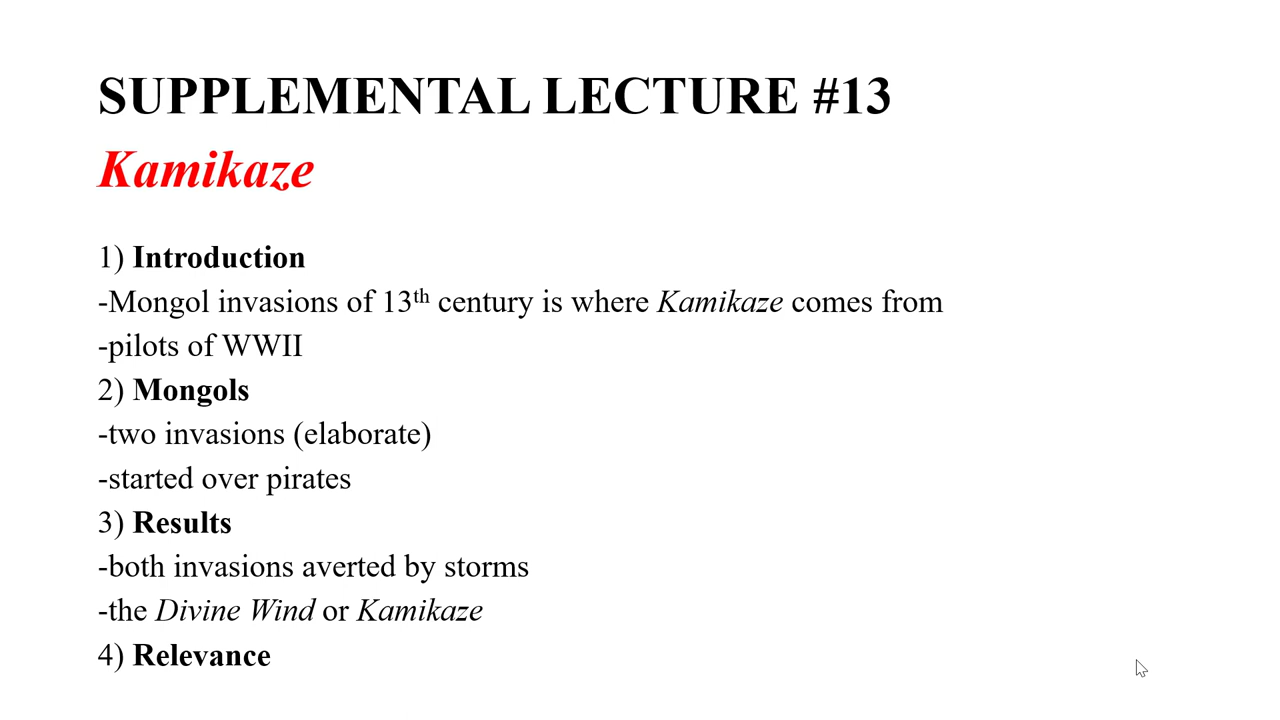 SUPPLEMENTAL LECTURE #13
Kamikaze
1) Introduction
-Mongol invasions of 13th century is where Kamikaze comes from
-pilots of WWII
2) Mongols
-two invasions (elaborate)
-started over pirates
3) Results
-both invasions averted by storms
-the Divine Wind or Kamikaze
4) Relevance